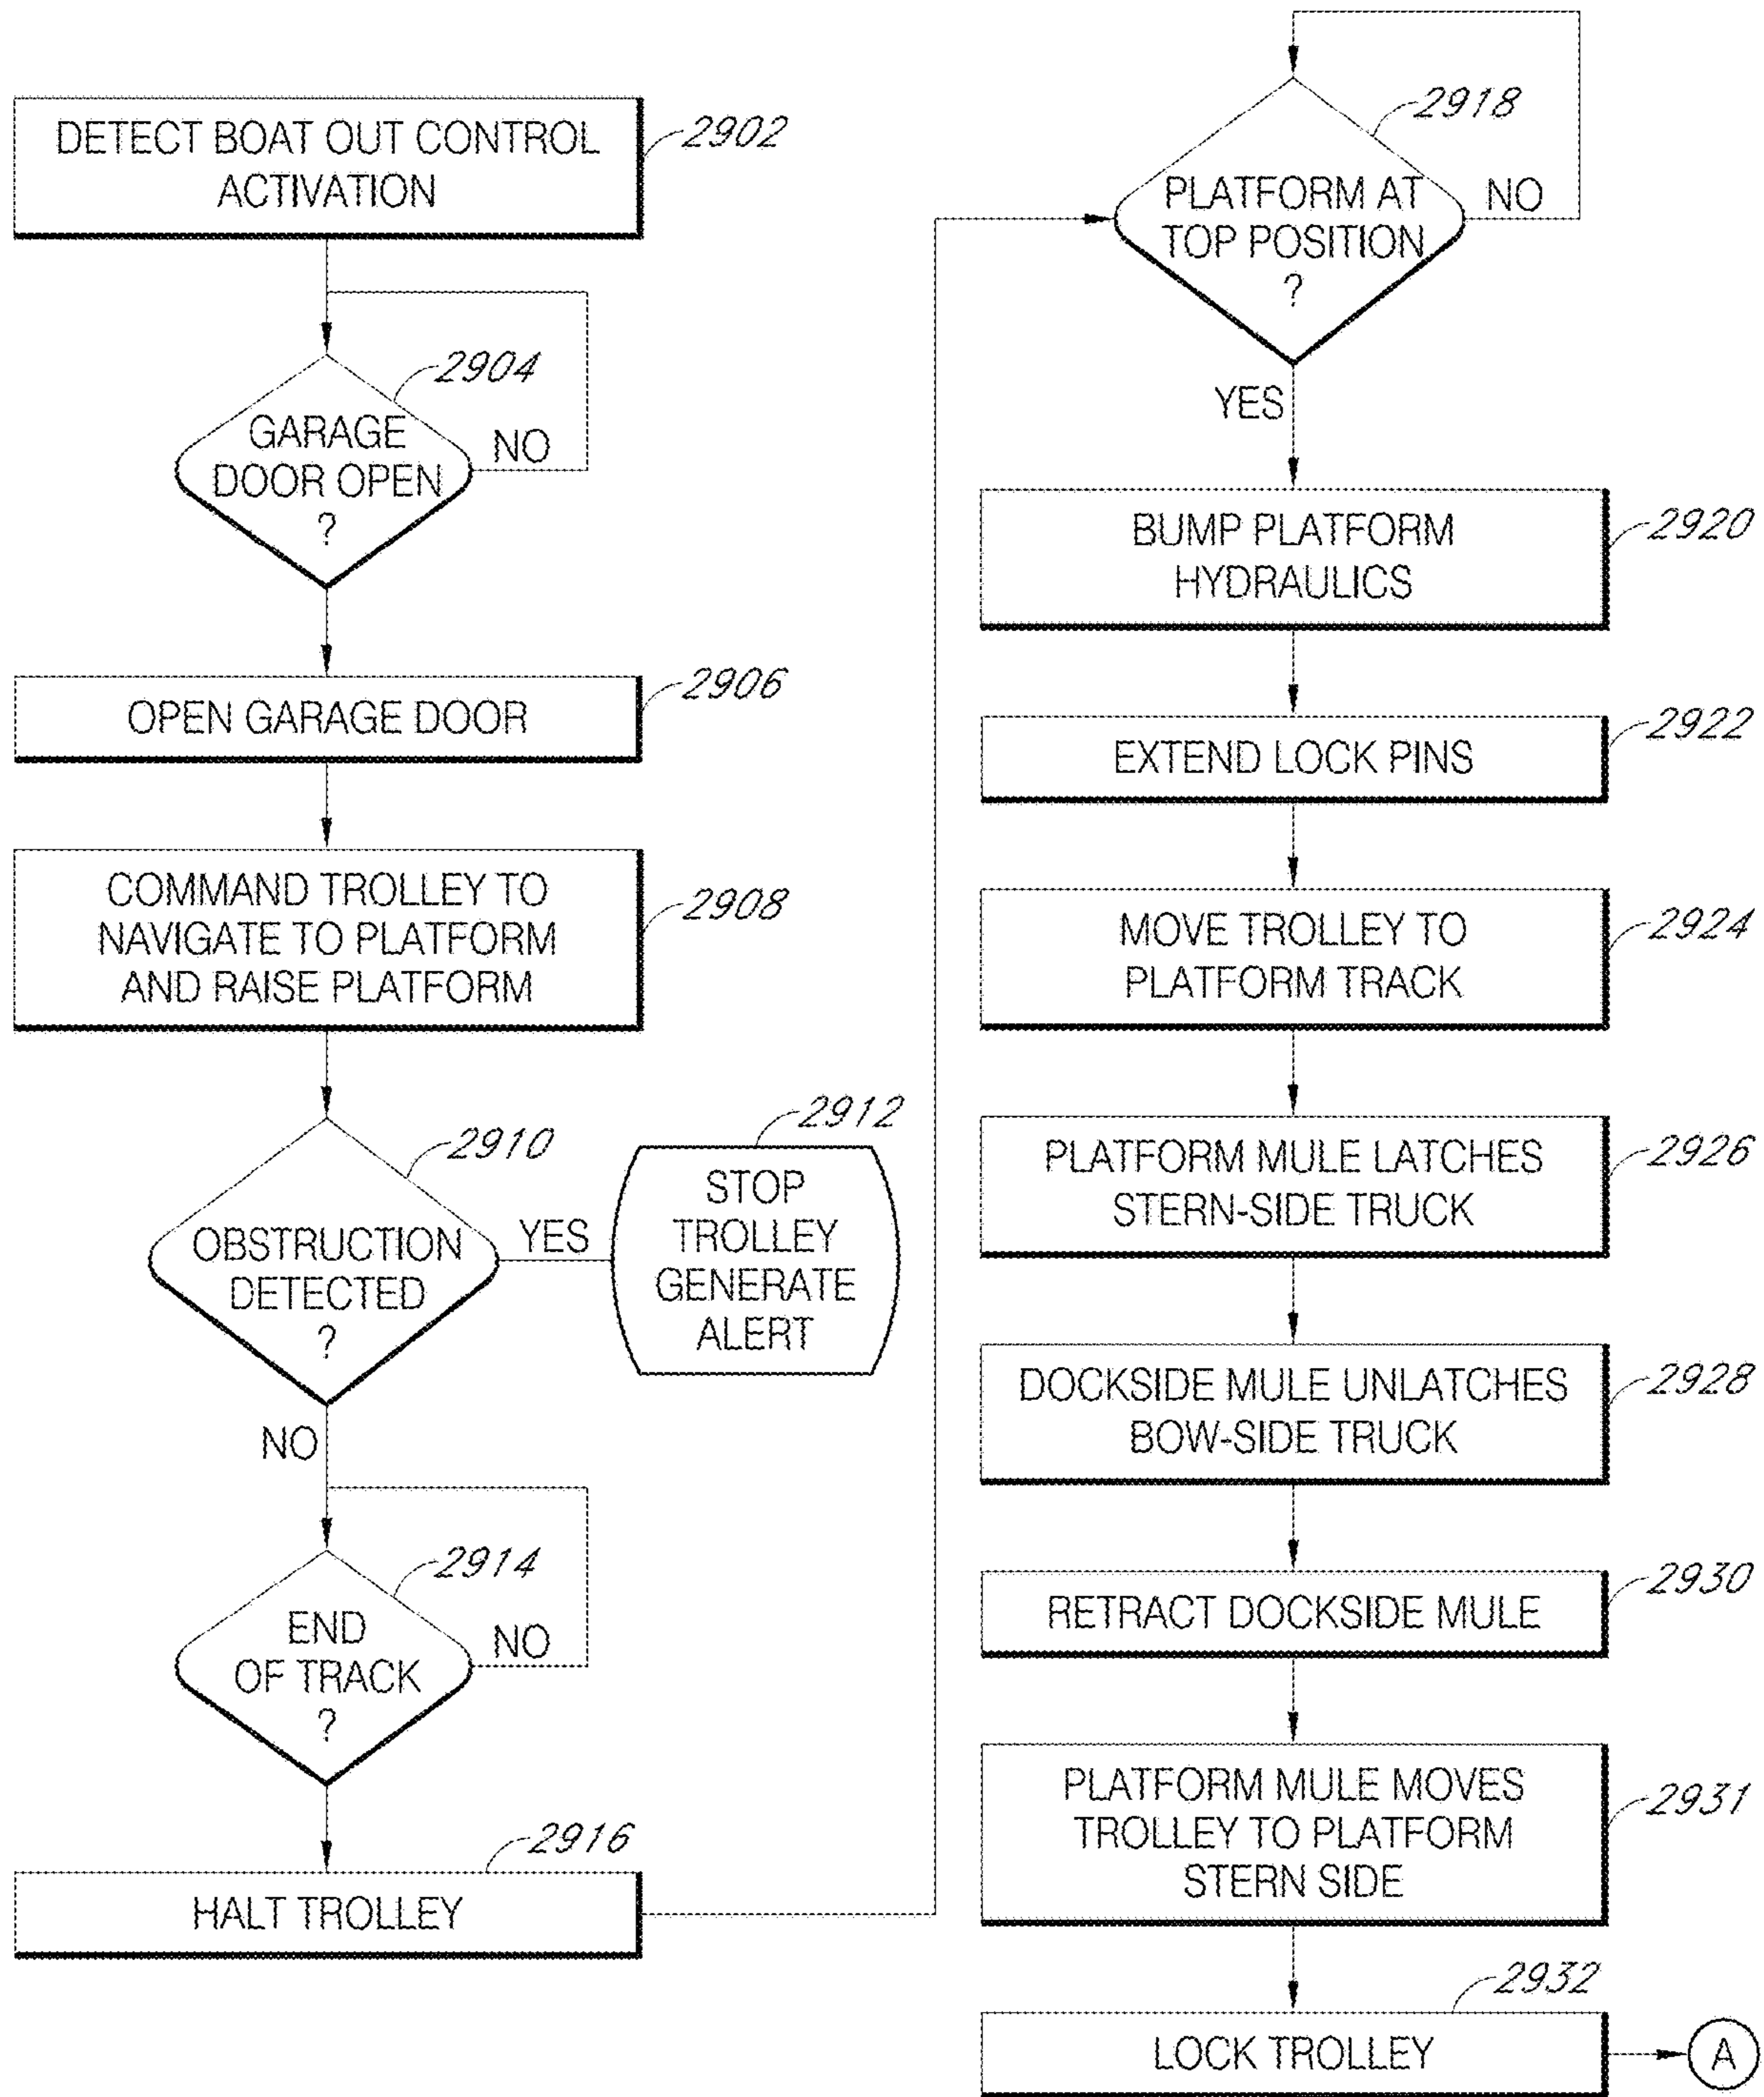 DETECT BOAT OUT CONTROL
ACTIVATION
2902
2904
GARAGE
DOOR OPEN
?
NO
OPEN GARAGE DOOR
2906
COMMAND TROLLEY TO
NAVIGATE TO PLATFORM
AND RAISE PLATFORM
2908
2910
OBSTRUCTION
DETECTED
?
YES
NO
2912
STOP
TROLLEY
GENERATE
ALERT
2914
END
OF TRACK
?
NO
2916
HALT TROLLEY
2918
PLATFORM AT
TOP POSITION
?
NO
YES
BUMP PLATFORM
HYDRAULICS
2920
EXTEND LOCK PINS
2922
MOVE TROLLEY TO
PLATFORM TRACK
2924
PLATFORM MULE LATCHES
STERN-SIDE TRUCK
2926
DOCKSIDE MULE UNLATCHES
BOW-SIDE TRUCK
2928
RETRACT DOCKSIDE MULE
2930
PLATFORM MULE MOVES
TROLLEY TO PLATFORM
STERN SIDE
2931
2932
LOCK TROLLEY
A